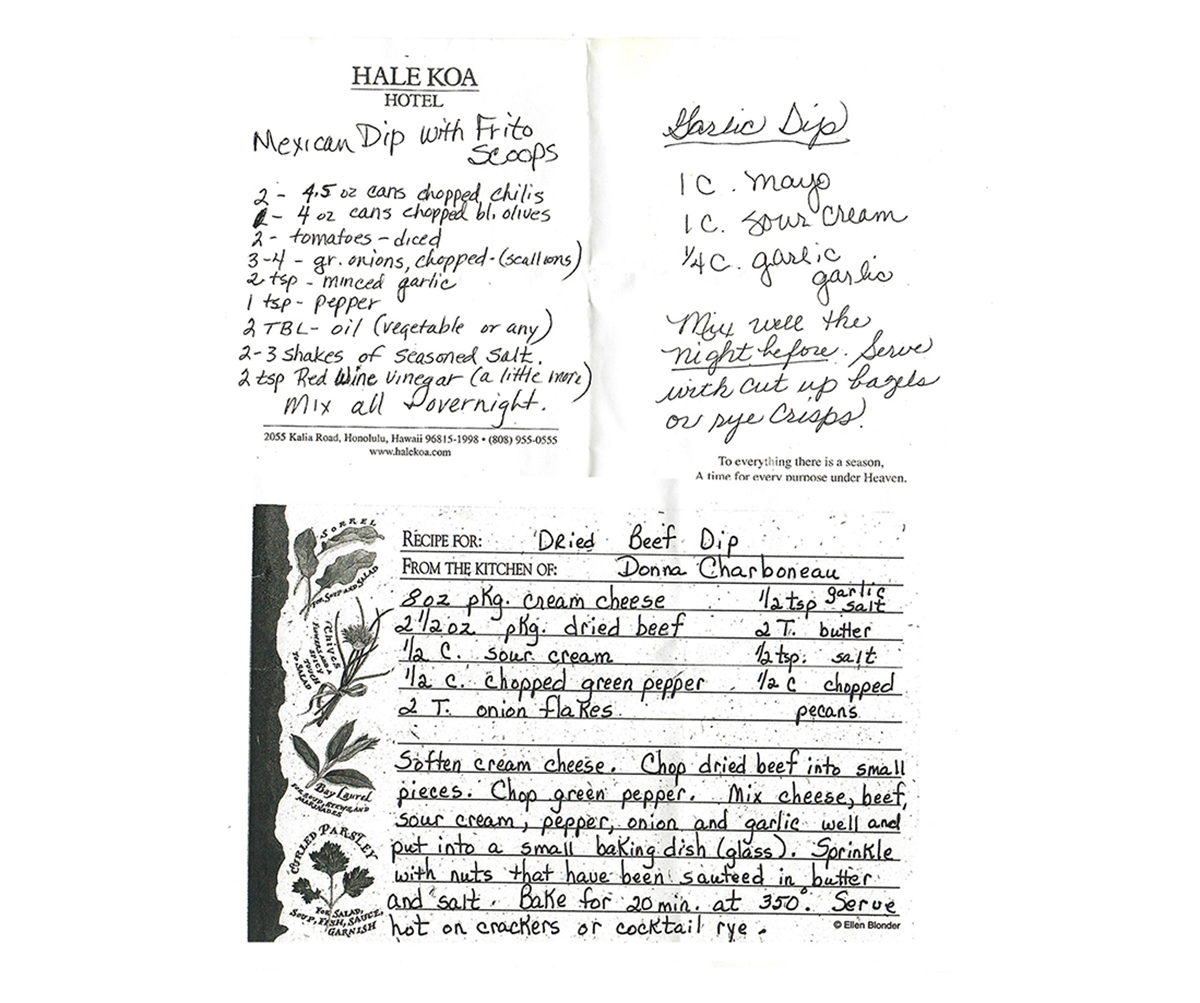 HALE KOA
HOTEL
Mexican Dip with Frito
Scoops
2 - 4.5 oz cans chopped chilis
- 4 oz cans chopped bl. olives
2 - tomatoes - diced
3-4 - gr. onions, chopped - (scallions)
2 tsp - minced garlic
1 tsp - pepper
2 TBL - oil (vegetable or any)
2-3 shakes of seasoned salt.
2 tsp Red Wine vinegar (a little more)
Mix all & overnight.
2055 Kalia Road, Honolulu, Hawaii 96815-1998 • (808) 955-0555
www.halekoa.com
Garlic Dip
1 C. mayo
1 C. sour cream
1/4 C. garlic
garlic
Mix well the
night before. Serve
with cut up bagels
or rye crisps.
To everything there is a season,
A time for every purpose under Heaven.
RECIPE FOR: Dried Beef Dip
FROM THE KITCHEN OF: Donna Charboneau
8 oz pkg. cream cheese 1/2 tsp garlic salt
2 1/2 oz pkg. dried beef 2 T. butter
1/2 C. sour cream 1/2 tsp. salt
1/2 c. chopped green pepper 1/2 C chopped
2 T. onion flakes. pecans
Soften cream cheese. Chop dried beef into small
pieces. Chop green pepper. Mix cheese, beef,
sour cream, pepper, onion and garlic well and
put into a small baking dish (glass). Sprinkle
with nuts that have been sauteed in butter
and salt. Bake for 20 min. at 350°. Serve
hot on crackers or cocktail rye.
© Ellen Blonder
SORREL
FOR SOUP AND SALAD
Chives
FLOWERS ADD A
SPICY
TOUCH
TO SALAD
Bay Laurel
FOR SOUP, STEWS, AND
MARINADES
CURLED PARSLEY
FOR SALAD,
SOUP, FISH, SAUCE,
GARNISH